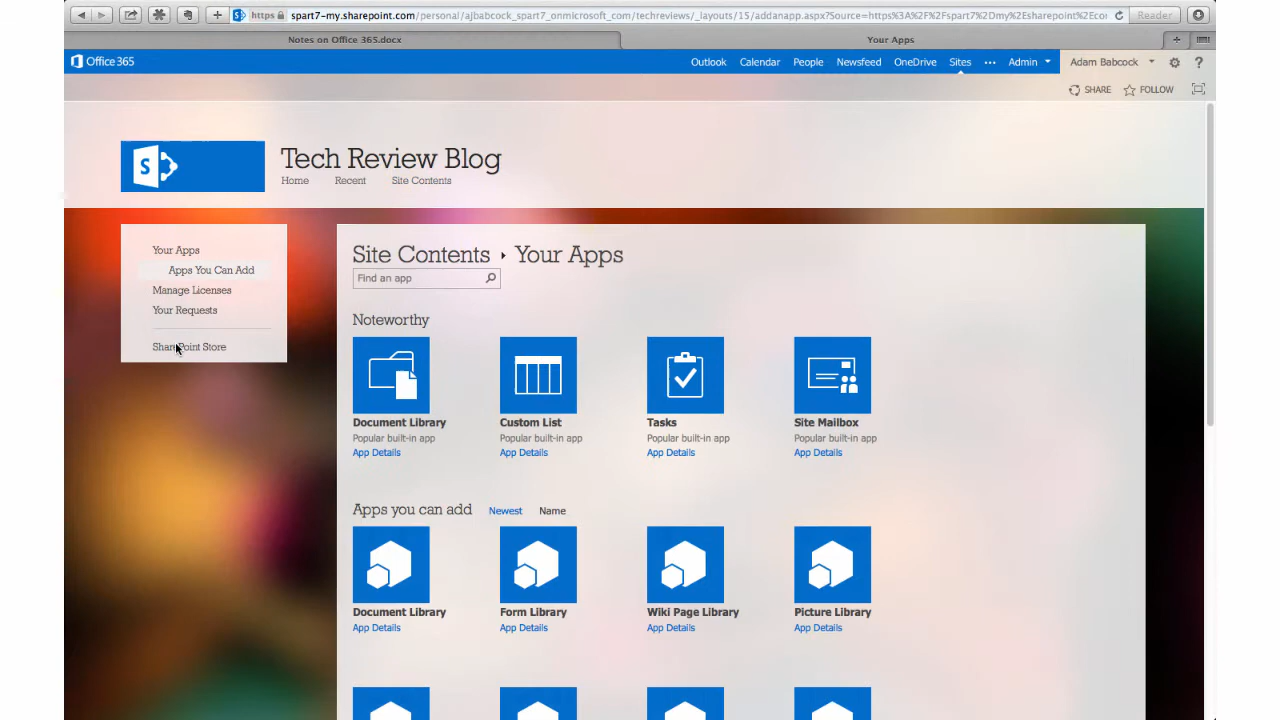 https spart7-my.sharepoint.com/personal/ajbabcock_spart7_onmicrosoft_com/techreviews/_layouts/15/addanapp.aspx?Source=https%3A%2F%2Fspart7%2Dmy%2Esharepoint%2Ecor Reader
Notes on Office 365.docx Your Apps
Office 365 Outlook Calendar People Newsfeed OneDrive Sites ••• Admin Adam Babcock ?
SHARE FOLLOW
S
Tech Review Blog
Home Recent Site Contents
Your Apps
Apps You Can Add
Manage Licenses
Your Requests
SharePoint Store
Site Contents Your Apps
Find an app
Noteworthy
Document Library Custom List Tasks Site Mailbox
Popular built-in app Popular built-in app Popular built-in app Popular built-in app
App Details App Details App Details App Details
Apps you can add Newest Name
Document Library Form Library Wiki Page Library Picture Library
App Details App Details App Details App Details